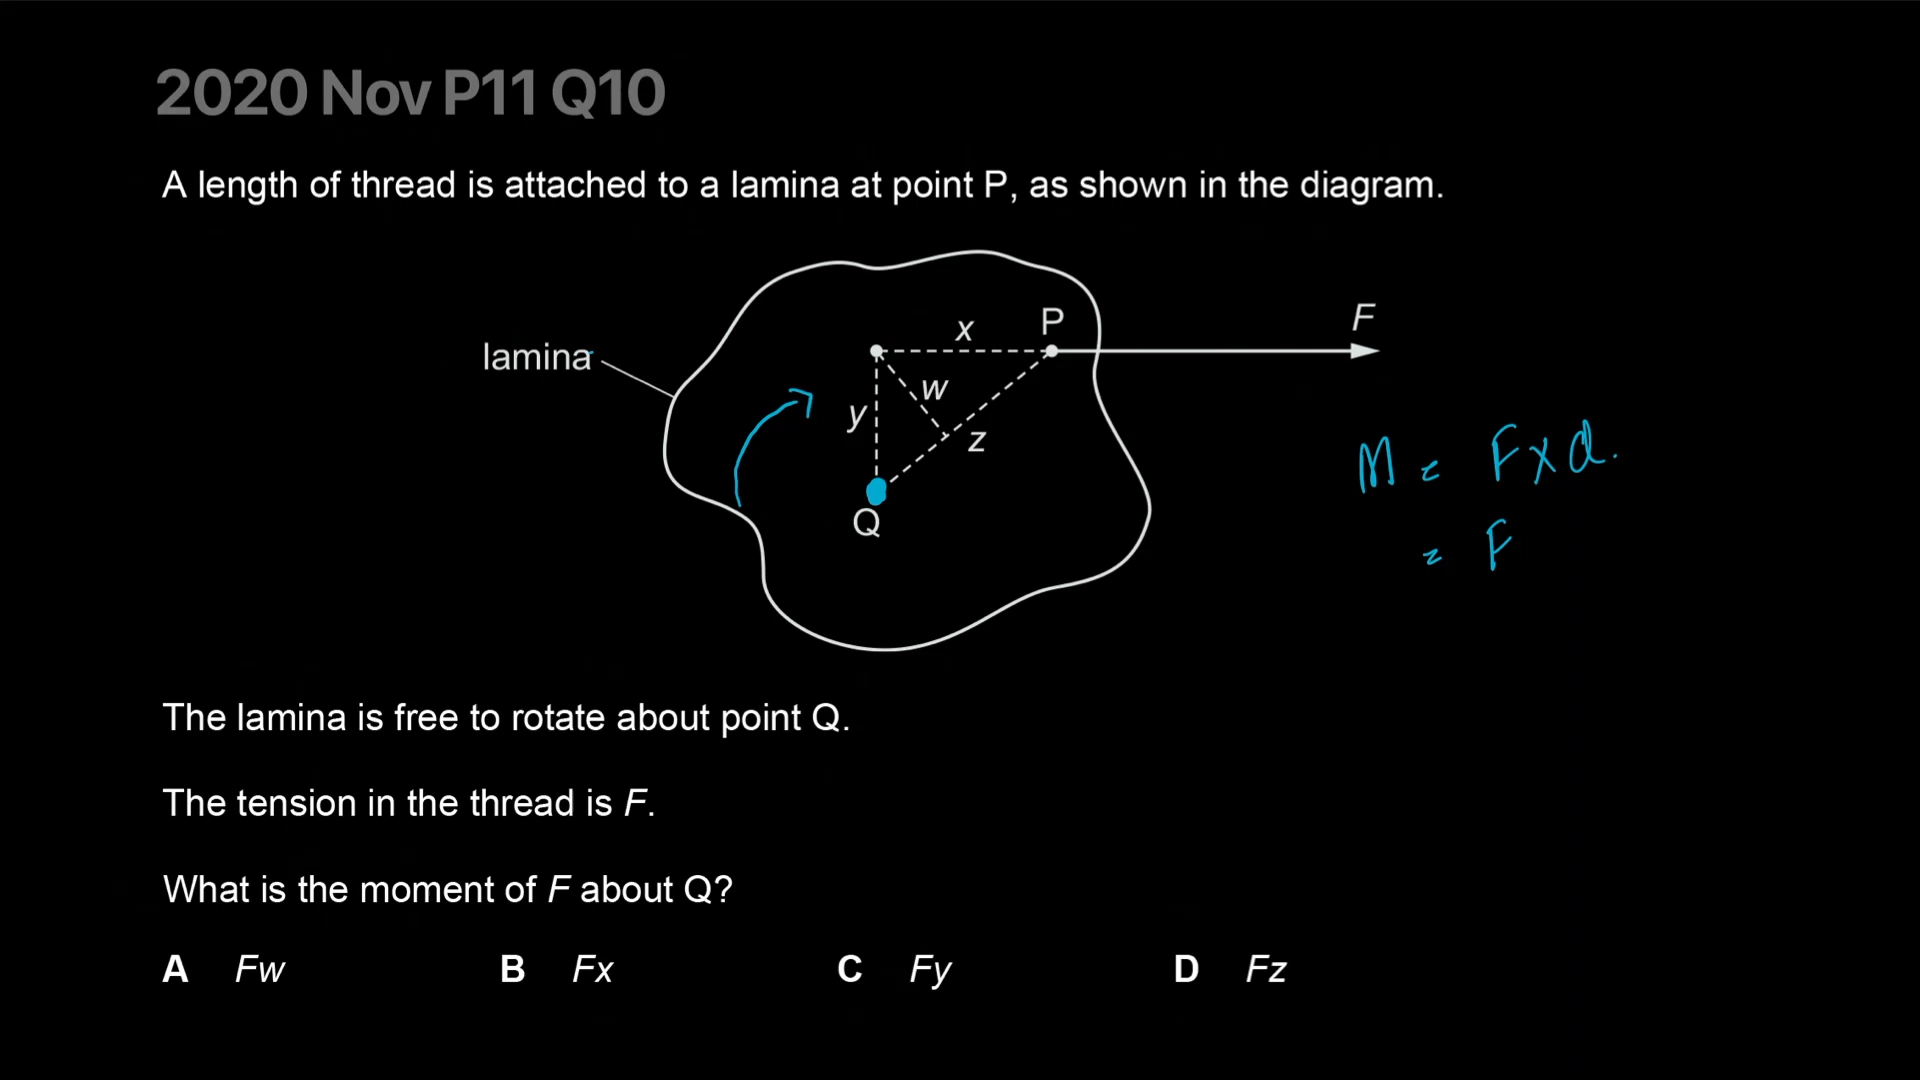 2020 Nov P11 Q10
A length of thread is attached to a lamina at point P, as shown in the diagram.
F
P
x
lamina
w
y
z
M = F x d.
Q
= F
The lamina is free to rotate about point Q.
The tension in the thread is F.
What is the moment of F about Q?
A Fw B Fx C Fy D Fz